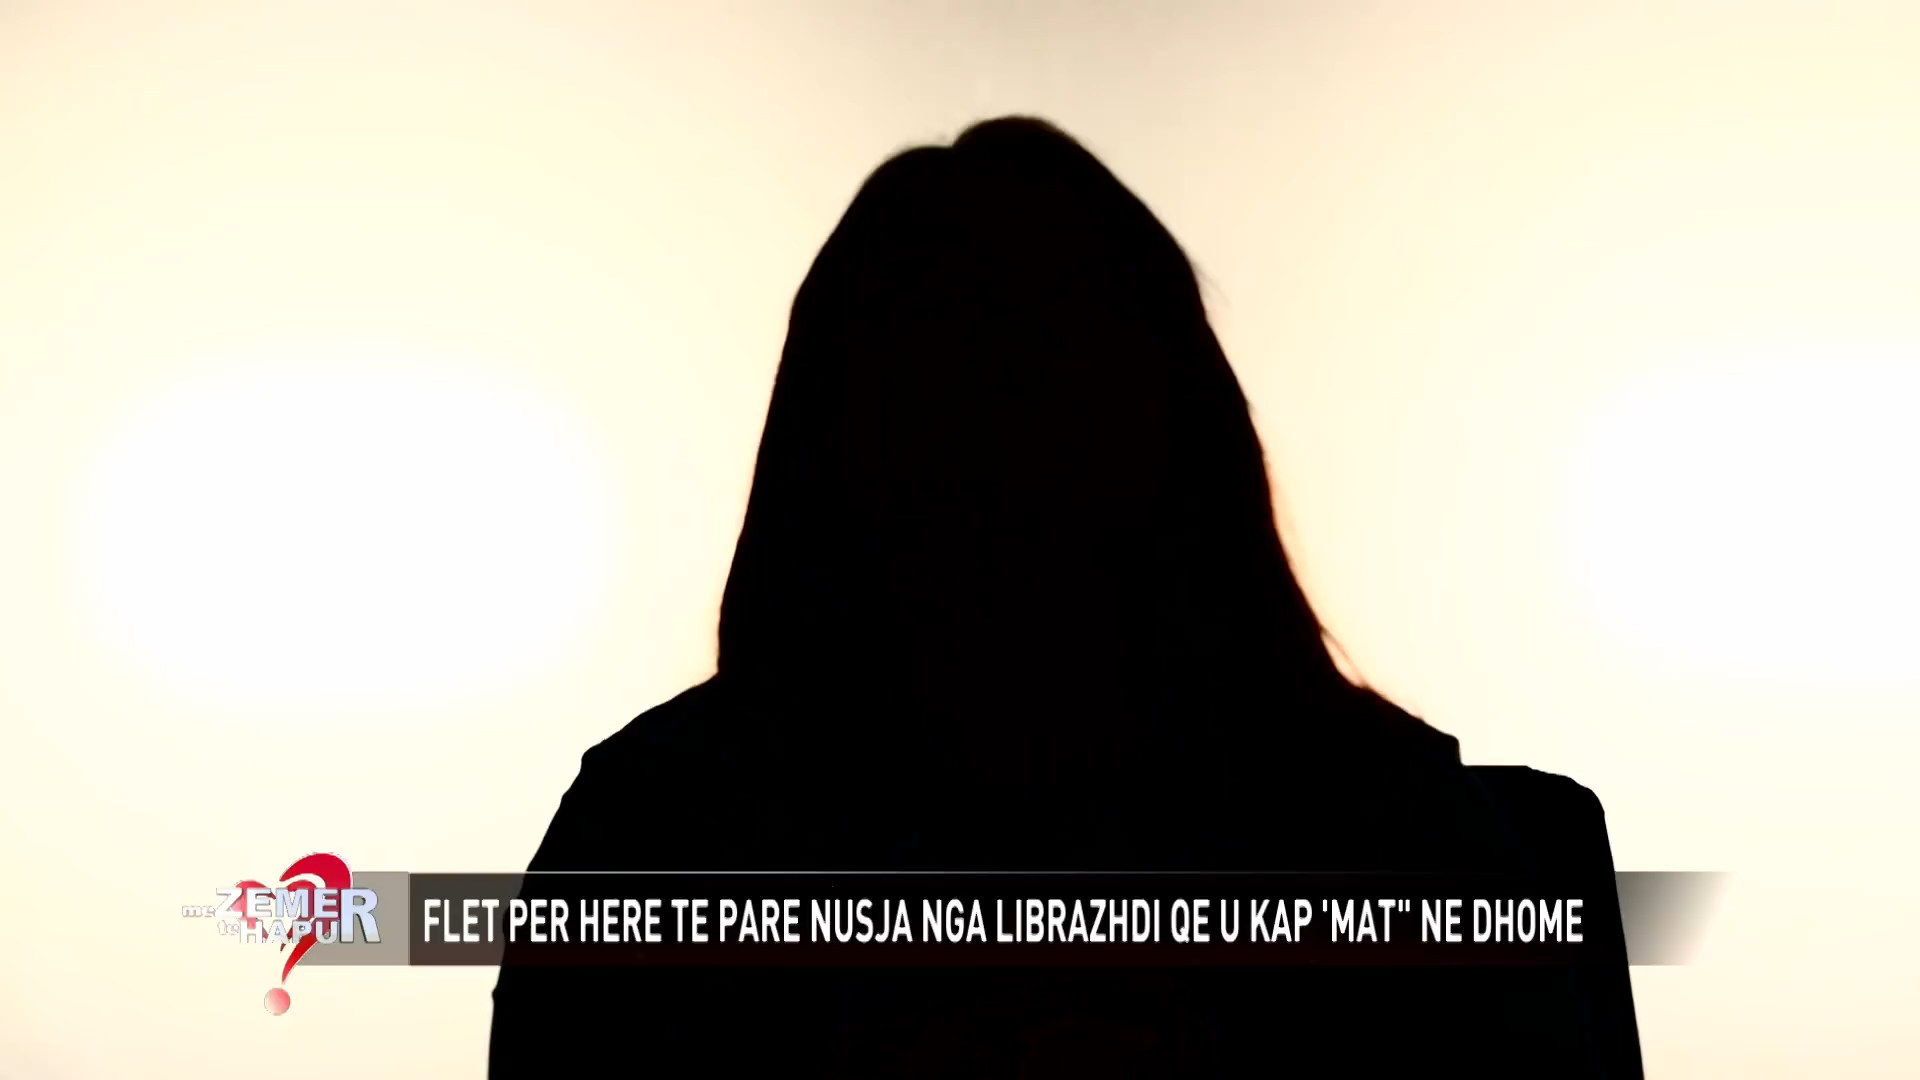 me ZEMER
te HAPUR
FLET PER HERE TE PARE NUSJA NGA LIBRAZHDI QE U KAP 'MAT" NE DHOME